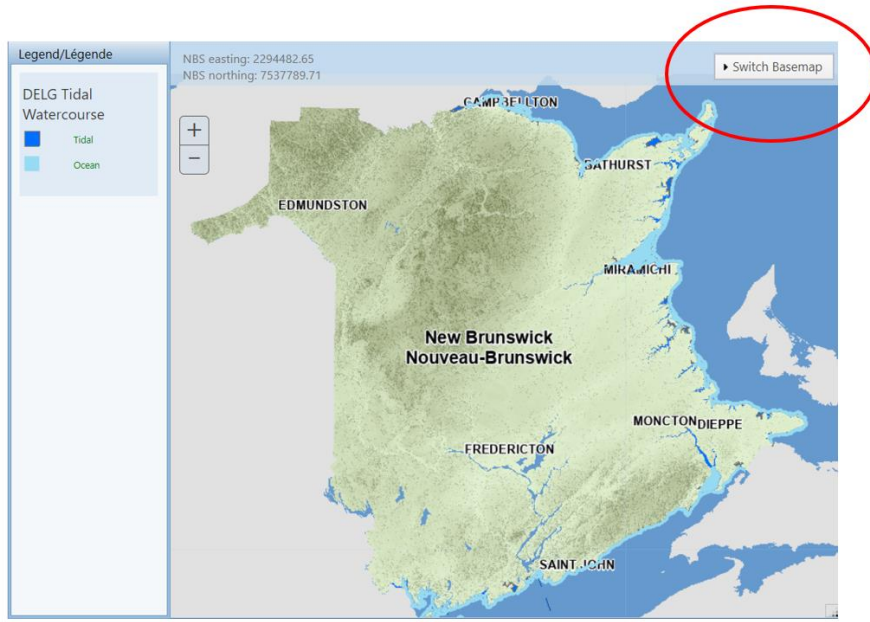 Legend/Légende
DELG Tidal
Watercourse
Tidal
Ocean
NBS easting: 2294482.65
NBS northing: 7537789.71
Switch Basemap
+
−
CAMPBELLTON
BATHURST
EDMUNDSTON
MIRAMICHI
New Brunswick
Nouveau-Brunswick
MONCTON
DIEPPE
FREDERICTON
SAINT JOHN